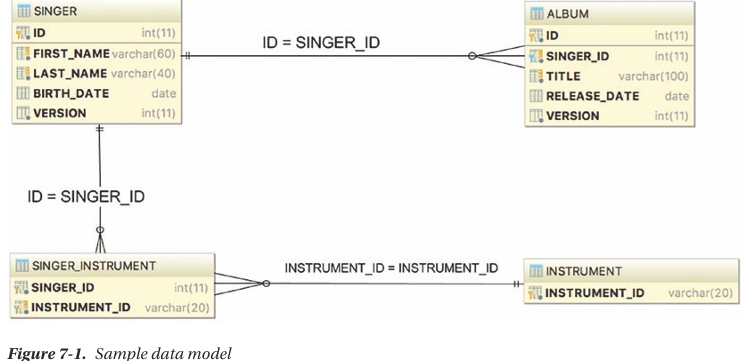 SINGER
ID int(11)
FIRST_NAME varchar(60)
LAST_NAME varchar(40)
BIRTH_DATE date
VERSION int(11)
ID = SINGER_ID
ALBUM
ID int(11)
SINGER_ID int(11)
TITLE varchar(100)
RELEASE_DATE date
VERSION int(11)
ID = SINGER_ID
SINGER_INSTRUMENT
SINGER_ID int(11)
INSTRUMENT_ID varchar(20)
INSTRUMENT_ID = INSTRUMENT_ID
INSTRUMENT
INSTRUMENT_ID varchar(20)
Figure 7-1. Sample data model